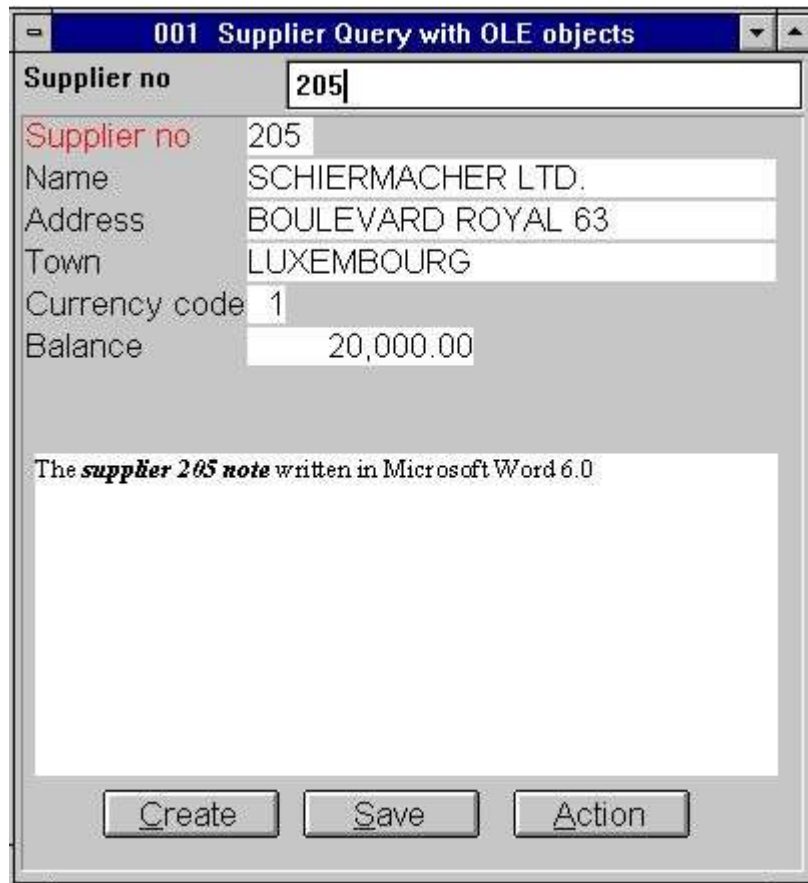 001 Supplier Query with OLE objects
Supplier no 205
Supplier no 205
Name SCHIERMACHER LTD.
Address BOULEVARD ROYAL 63
Town LUXEMBOURG
Currency code 1
Balance 20,000.00
The supplier 205 note written in Microsoft Word 6.0
Create Save Action